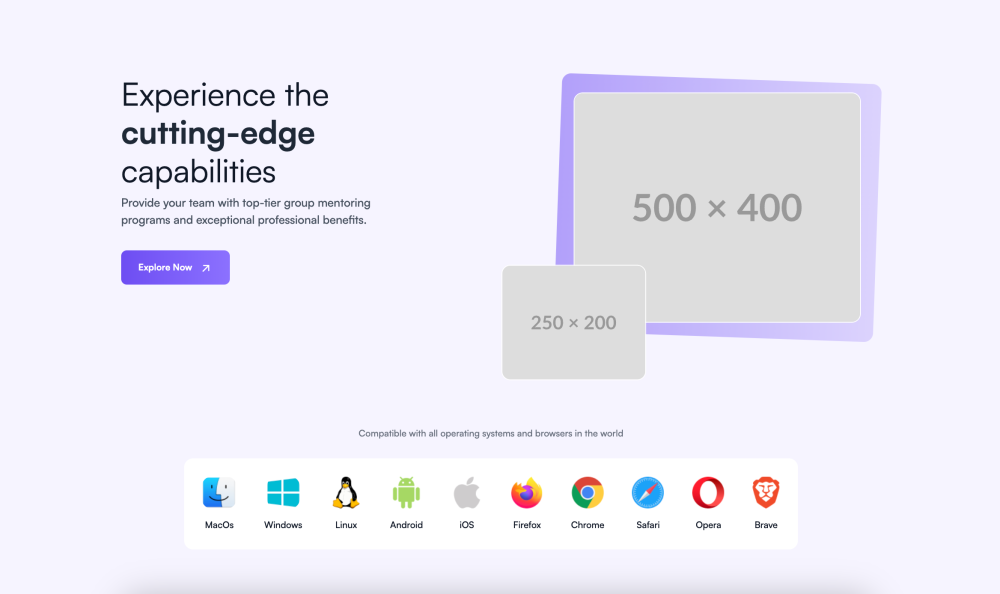 Experience the
cutting-edge
capabilities
Provide your team with top-tier group mentoring
programs and exceptional professional benefits.
Explore Now
500 × 400
250 × 200
Compatible with all operating systems and browsers in the world
MacOs Windows Linux Android iOS Firefox Chrome Safari Opera Brave